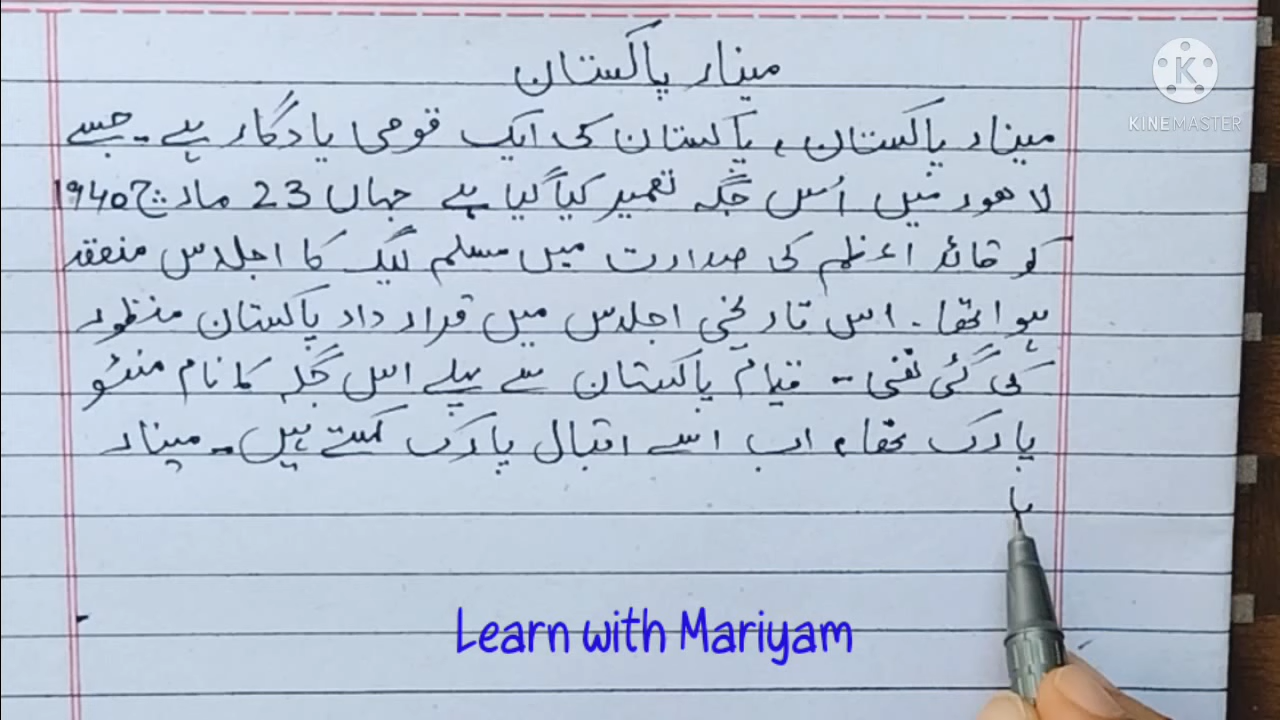 مینار پاکستان
KINEMASTER
مینار پاکستان ، پاکستان کی ایک قومی یادگار ہے۔ جسے
لاھور میں اُس جگہ تعمیر کیا گیا ہے جہاں 23 مارچ ۱۹4۰
کو قائد اعظم کی صدارت میں مسلم لیگ کا اجلاس منعقد
ہوا تھا۔ اس تاریخی اجلاس میں قرار داد پاکستان منظور
کی گئی تھی ۔ قیام پاکستان سے پہلے اس جگہ کا نام منٹو
پارک تھا، اب اسے اقبال پارک کہتے ہیں۔ مینار
Learn with Mariyam